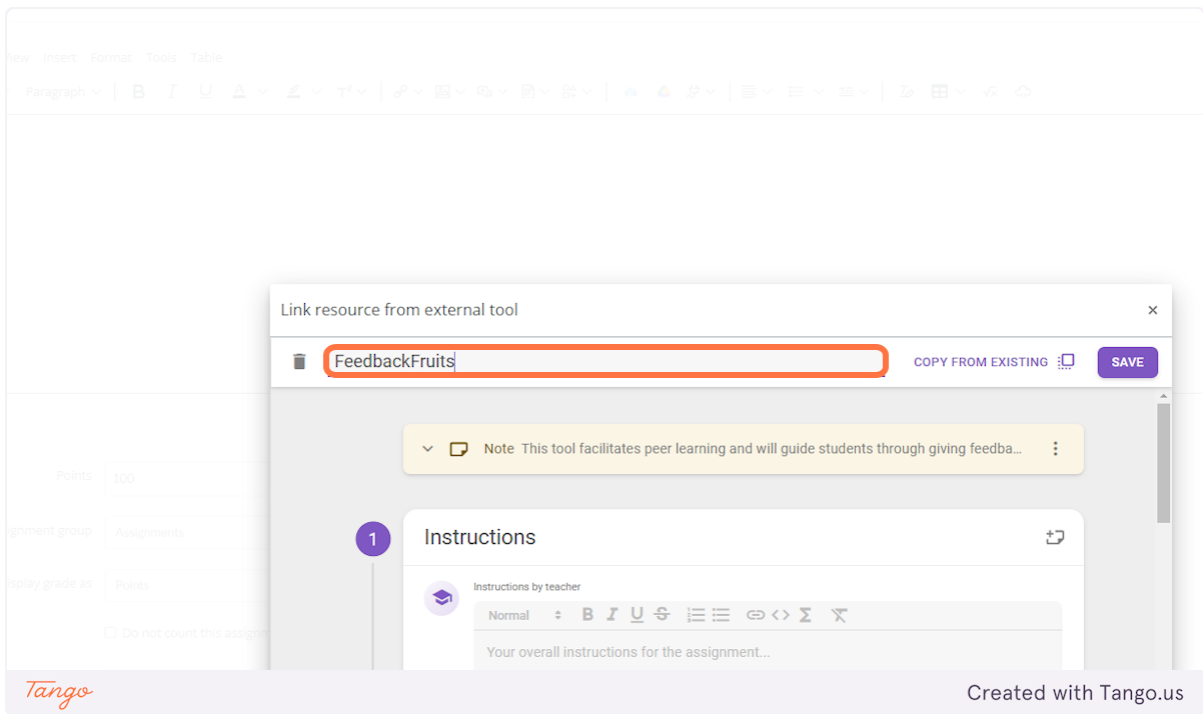 View Insert Format Tools Table
Paragraph B I U A
Link resource from external tool ×
FeedbackFruits COPY FROM EXISTING SAVE
Note This tool facilitates peer learning and will guide students through giving feedba...
Points 100
1 Instructions
Assignments
Instructions by teacher
Display grade as Points
Normal B I U S Σ
Do not count this assignm
Your overall instructions for the assignment...
Tango Created with Tango.us